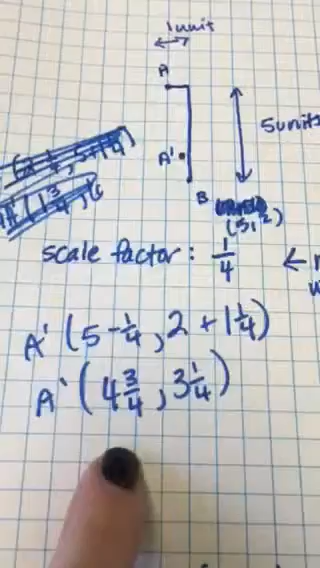 1 unit
A
5 units
A'
B
(5, 2)
scale factor: 1/4 ←
A' (5 - 1/4, 2 + 1 1/4)
A' (4 3/4, 3 1/4)